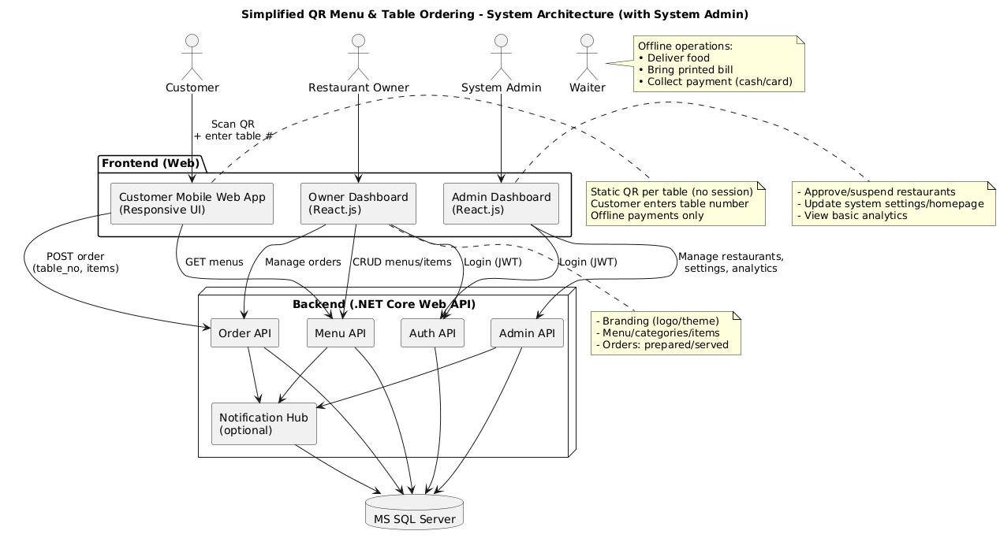 Simplified QR Menu & Table Ordering - System Architecture (with System Admin)
Customer
Restaurant Owner
System Admin
Waiter
Offline operations:
• Deliver food
• Bring printed bill
• Collect payment (cash/card)
Scan QR
+ enter table #
Frontend (Web)
Customer Mobile Web App
(Responsive UI)
Owner Dashboard
(React.js)
Admin Dashboard
(React.js)
Static QR per table (no session)
Customer enters table number
Offline payments only
- Approve/suspend restaurants
- Update system settings/homepage
- View basic analytics
POST order
(table_no, items)
GET menus
Manage orders
CRUD menus/items
Login (JWT)
Login (JWT)
Manage restaurants,
settings, analytics
Backend (.NET Core Web API)
Order API
Menu API
Auth API
Admin API
- Branding (logo/theme)
- Menu/categories/items
- Orders: prepared/served
Notification Hub
(optional)
MS SQL Server